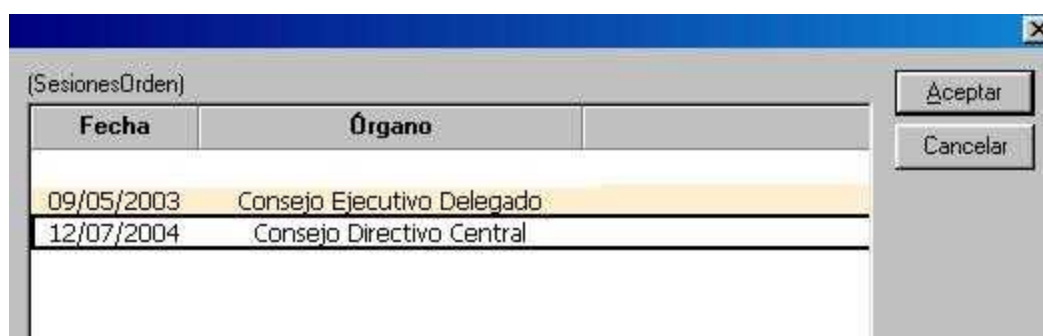 (SesionesOrden)
Aceptar
Fecha Órgano
Cancelar
09/05/2003 Consejo Ejecutivo Delegado
12/07/2004 Consejo Directivo Central